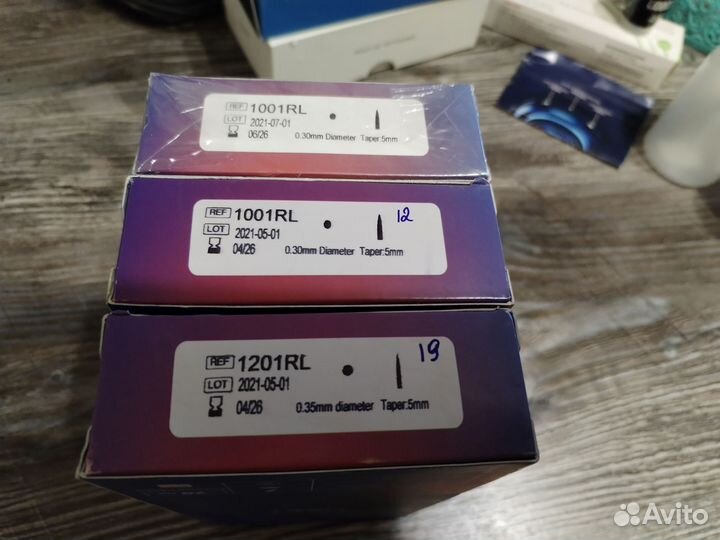 REF 1001RL
LOT 2021-07-01
06/26 0.30mm Diameter Taper:5mm
REF 1001RL 12
LOT 2021-05-01
04/26 0.30mm Diameter Taper:5mm
REF 1201RL 19
LOT 2021-05-01
04/26 0.35mm diameter Taper:5mm
Avito